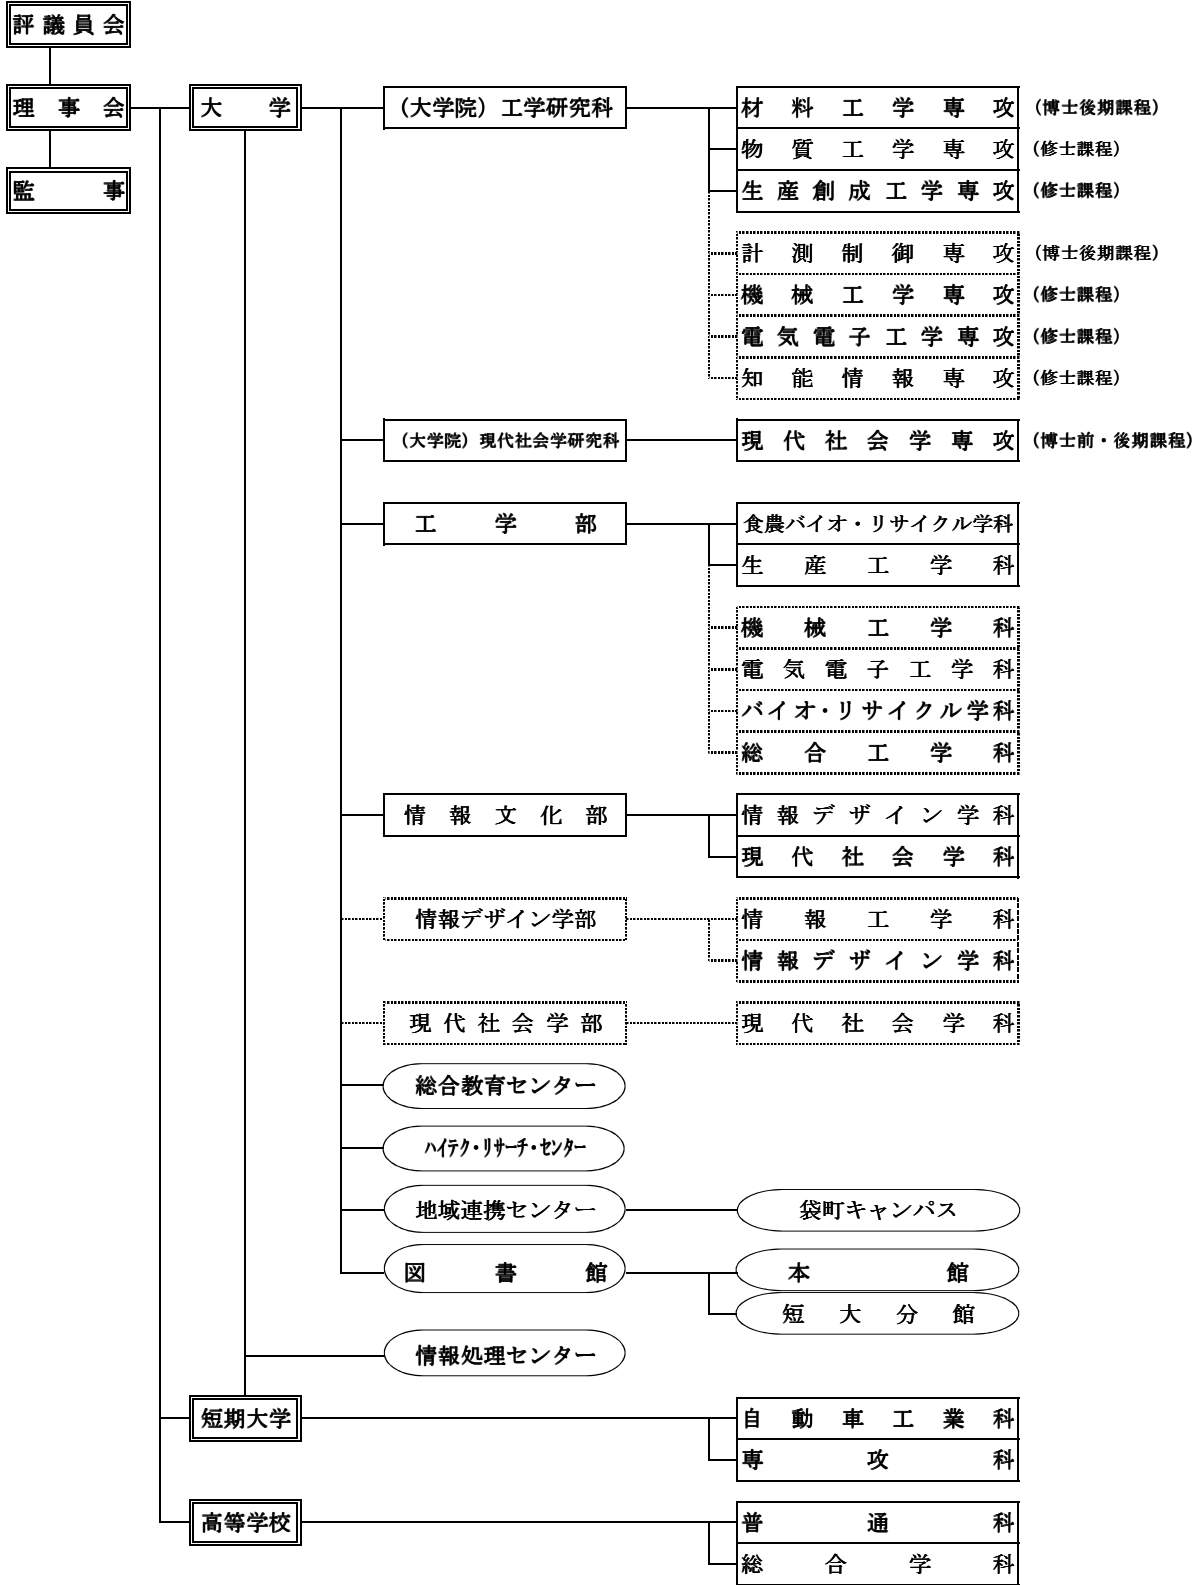 評議員会
理事会 大学 （大学院）工学研究科 材料工学専攻 （博士後期課程）
物質工学専攻 （修士課程）
監事 生産創成工学専攻 （修士課程）
計測制御専攻 （博士後期課程）
機械工学専攻 （修士課程）
電気電子工学専攻 （修士課程）
知能情報専攻 （修士課程）
（大学院）現代社会学研究科 現代社会学専攻 （博士前・後期課程）
工学部 食農バイオ・リサイクル学科
生産工学科
機械工学科
電気電子工学科
バイオ・リサイクル学科
総合工学科
情報文化部 情報デザイン学科
現代社会学科
情報デザイン学部 情報工学科
情報デザイン学科
現代社会学部 現代社会学科
総合教育センター
ﾊｲﾃｸ・ﾘｻｰﾁ・ｾﾝﾀｰ
地域連携センター 袋町キャンパス
図書館 本館
短大分館
情報処理センター
短期大学 自動車工業科
専攻科
高等学校 普通科
総合学科